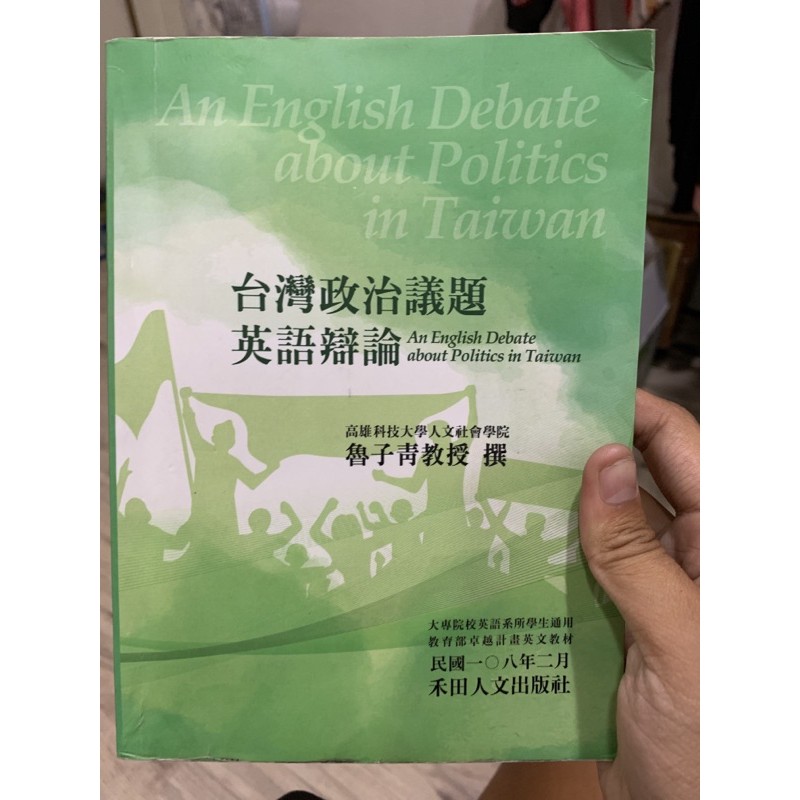 An English Debate
about Politics
in Taiwan
台灣政治議題
英語辯論 An English Debate
about Politics in Taiwan
高雄科技大學人文社會學院
魯子青教授 撰
大專院校英語系所學生通用
教育部卓越計畫英文教材
民國一〇八年二月
禾田人文出版社